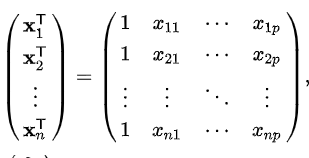 (𝐱₁ᵀ) = (1 x₁₁ ⋯ x₁ₚ)
(𝐱₂ᵀ) (1 x₂₁ ⋯ x₂ₚ)
(⋮) (⋮ ⋮ ⋱ ⋮)
(𝐱ₙᵀ) (1 xₙ₁ ⋯ xₙₚ),